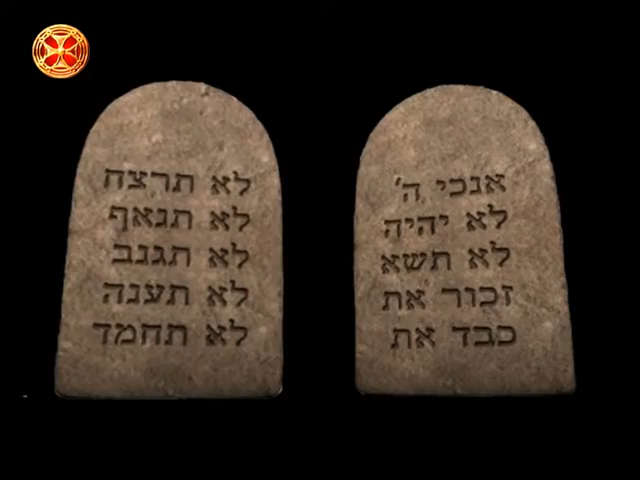 אנכי ה'
לא יהיה
לא תשא
זכור את
כבד את
לא תרצח
לא תנאף
לא תגנב
לא תענה
לא תחמד